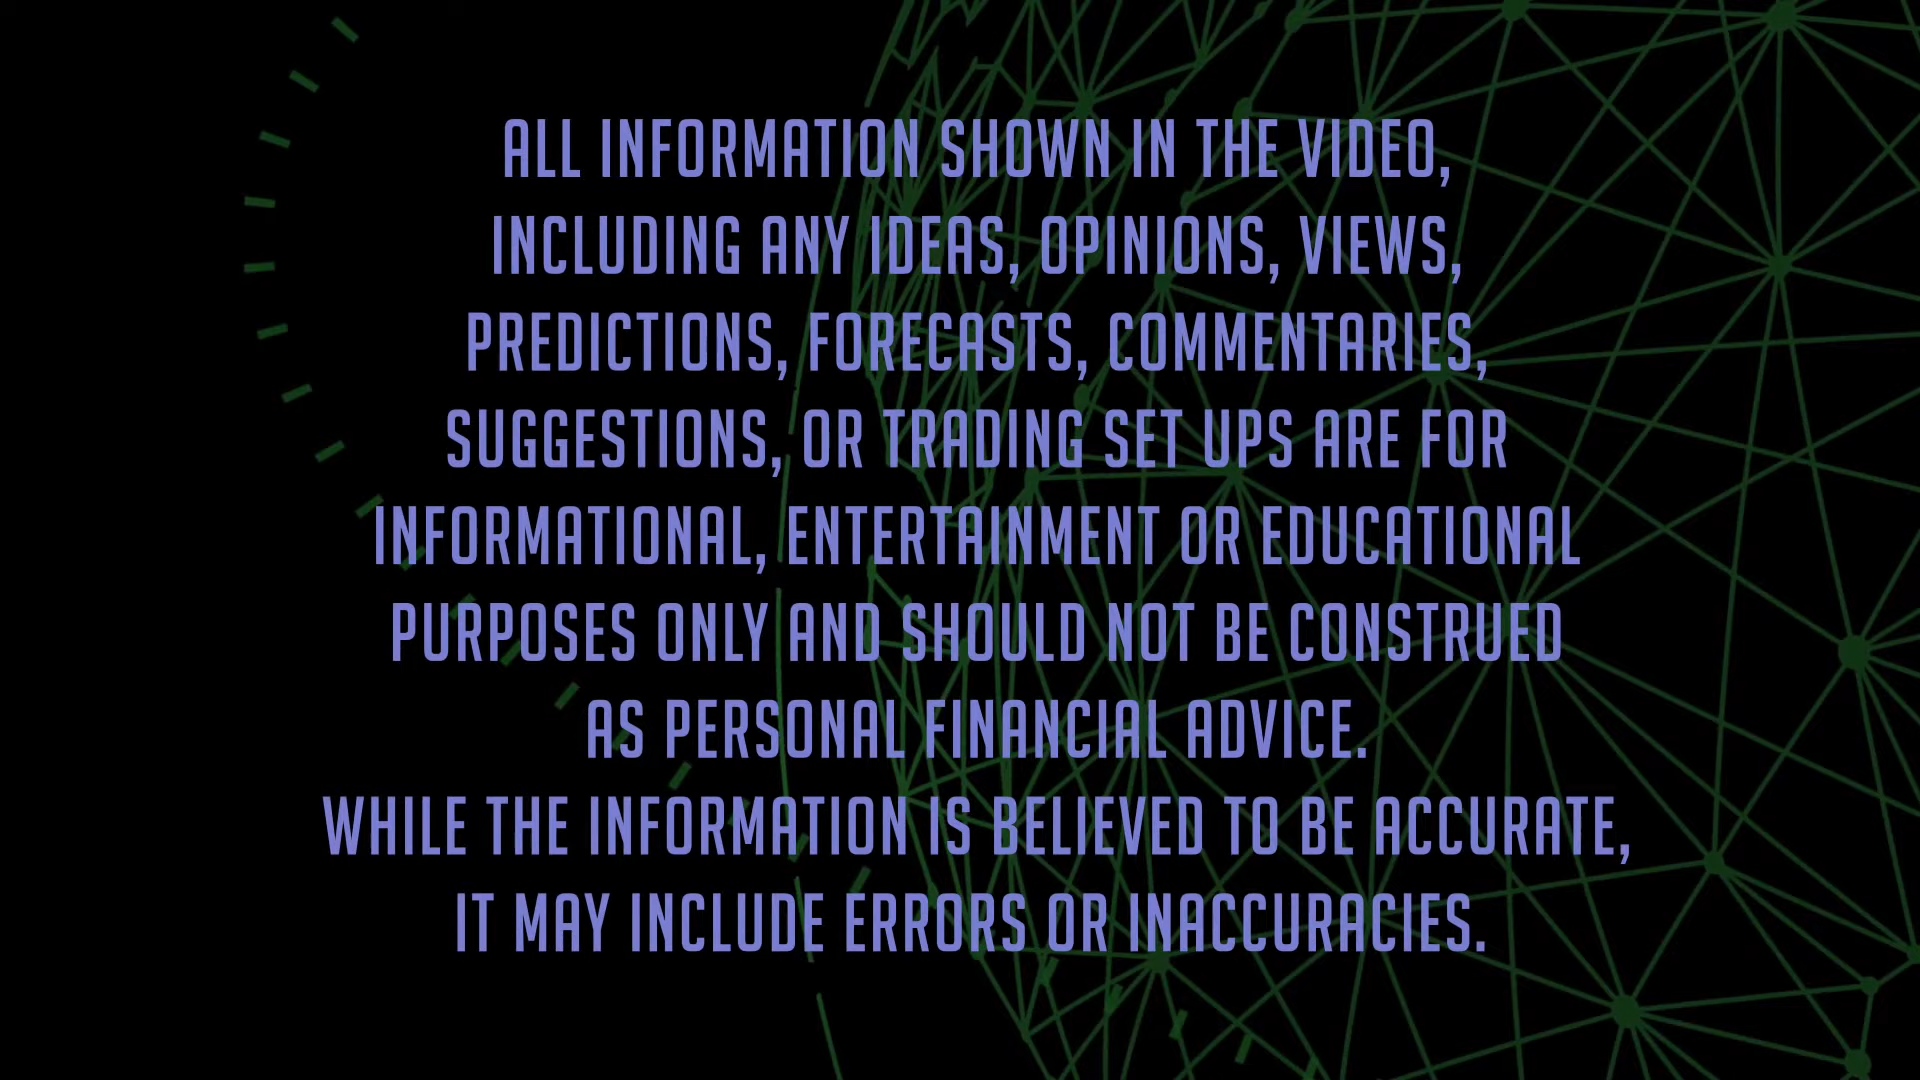 ALL INFORMATION SHOWN IN THE VIDEO,
INCLUDING ANY IDEAS, OPINIONS, VIEWS,
PREDICTIONS, FORECASTS, COMMENTARIES,
SUGGESTIONS, OR TRADING SET UPS ARE FOR
INFORMATIONAL, ENTERTAINMENT OR EDUCATIONAL
PURPOSES ONLY AND SHOULD NOT BE CONSTRUED
AS PERSONAL FINANCIAL ADVICE.
WHILE THE INFORMATION IS BELIEVED TO BE ACCURATE,
IT MAY INCLUDE ERRORS OR INACCURACIES.